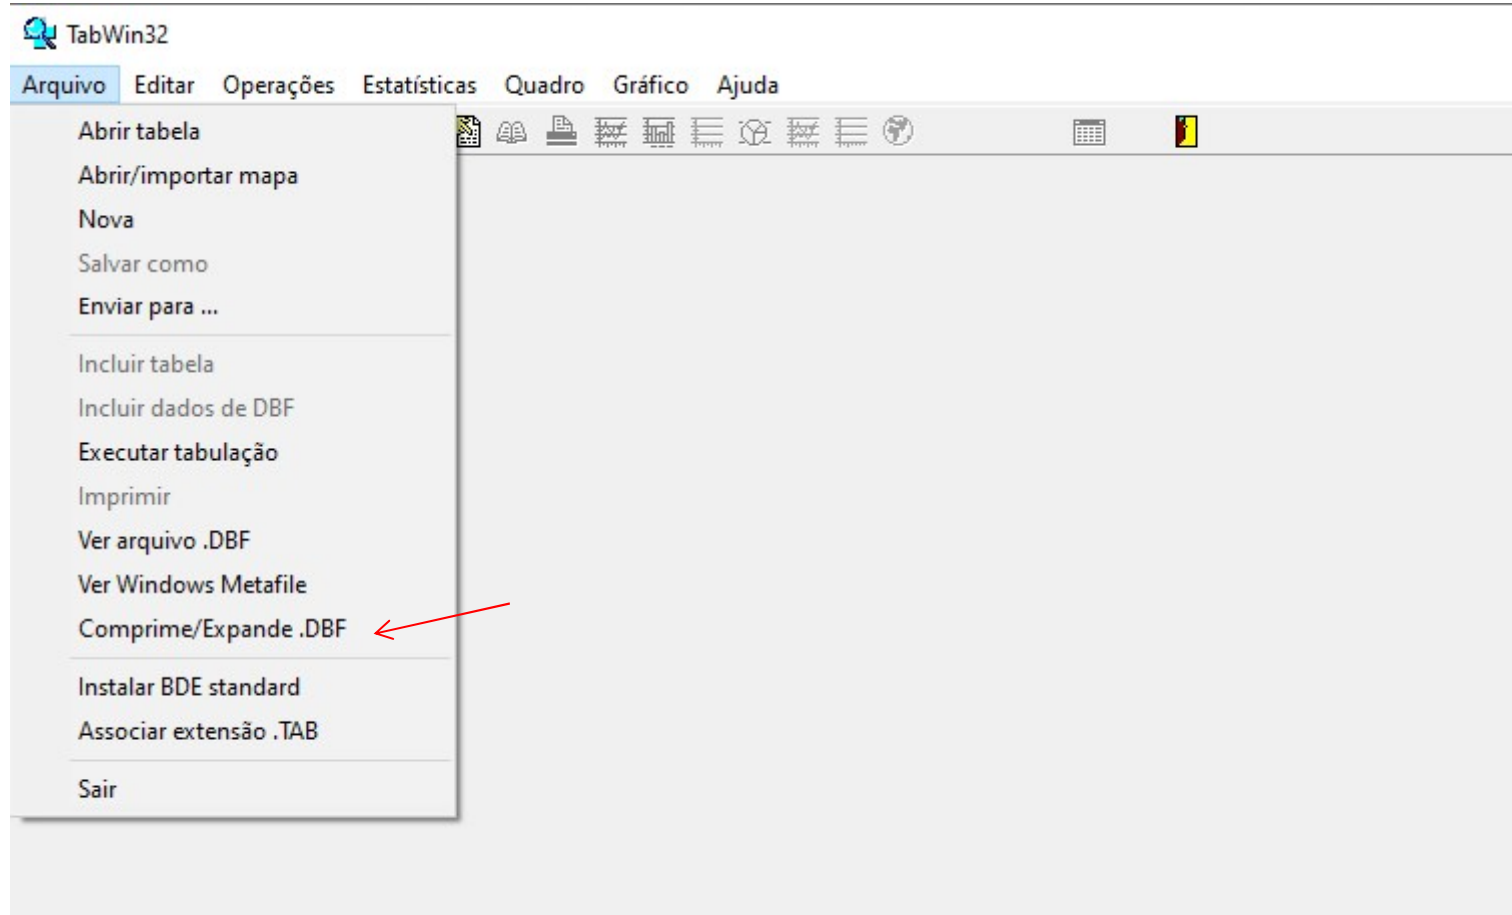 TabWin32
Arquivo Editar Operações Estatísticas Quadro Gráfico Ajuda
Abrir tabela
Abrir/importar mapa
Nova
Salvar como
Enviar para ...
Incluir tabela
Incluir dados de DBF
Executar tabulação
Imprimir
Ver arquivo .DBF
Ver Windows Metafile
Comprime/Expande .DBF
Instalar BDE standard
Associar extensão .TAB
Sair